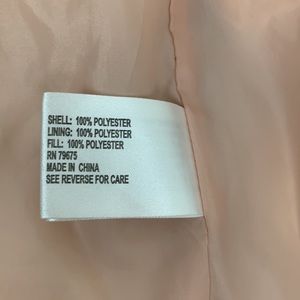 SHELL: 100% POLYESTER
LINING: 100% POLYESTER
FILL: 100% POLYESTER
RN 79675
MADE IN CHINA
SEE REVERSE FOR CARE